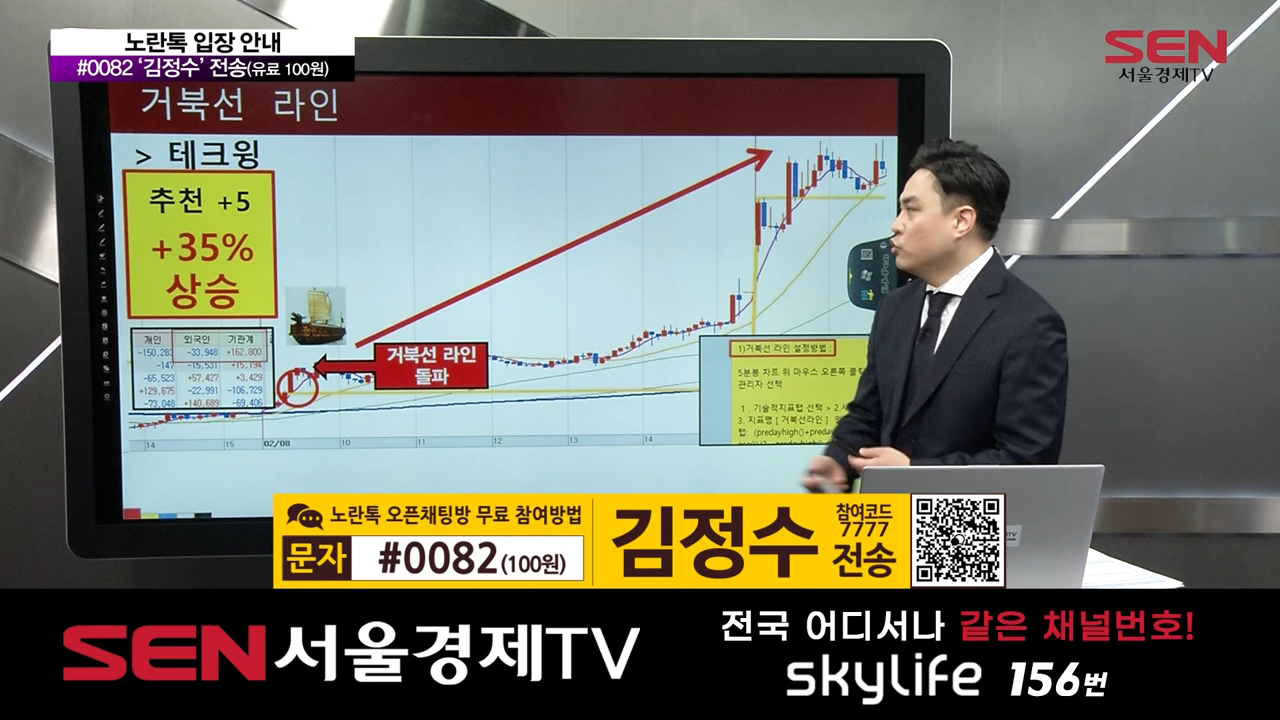 노란톡 입장 안내
#0082 '김정수' 전송(유료 100원)
SEN
서울경제TV
거북선 라인
> 테크윙
추천 +5
+35%
상승
개인 외국인 기관계
-150,283 -33,948 +162,800
-147 -15,531 +15,194
-65,523 +57,427 +3,429
+129,675 -22,991 -106,729
-73,048 +140,689 -69,406
거북선 라인
돌파
1)거북선 라인 설정방법 :
5분봉 차트 위 마우스 오른쪽 클릭
관리자 선택
1. 기술적지표탭 선택 > 2.
3. 지표명 [ 거북선라인 ]
탭: (predayhigh()+preda
14 15 02/08 10 11 12 13 14
노란톡 오픈채팅방 무료 참여방법
문자 #0082(100원)
김정수
참여코드
7777
전송
SEN서울경제TV
전국 어디서나 같은 채널번호!
skylife 156번